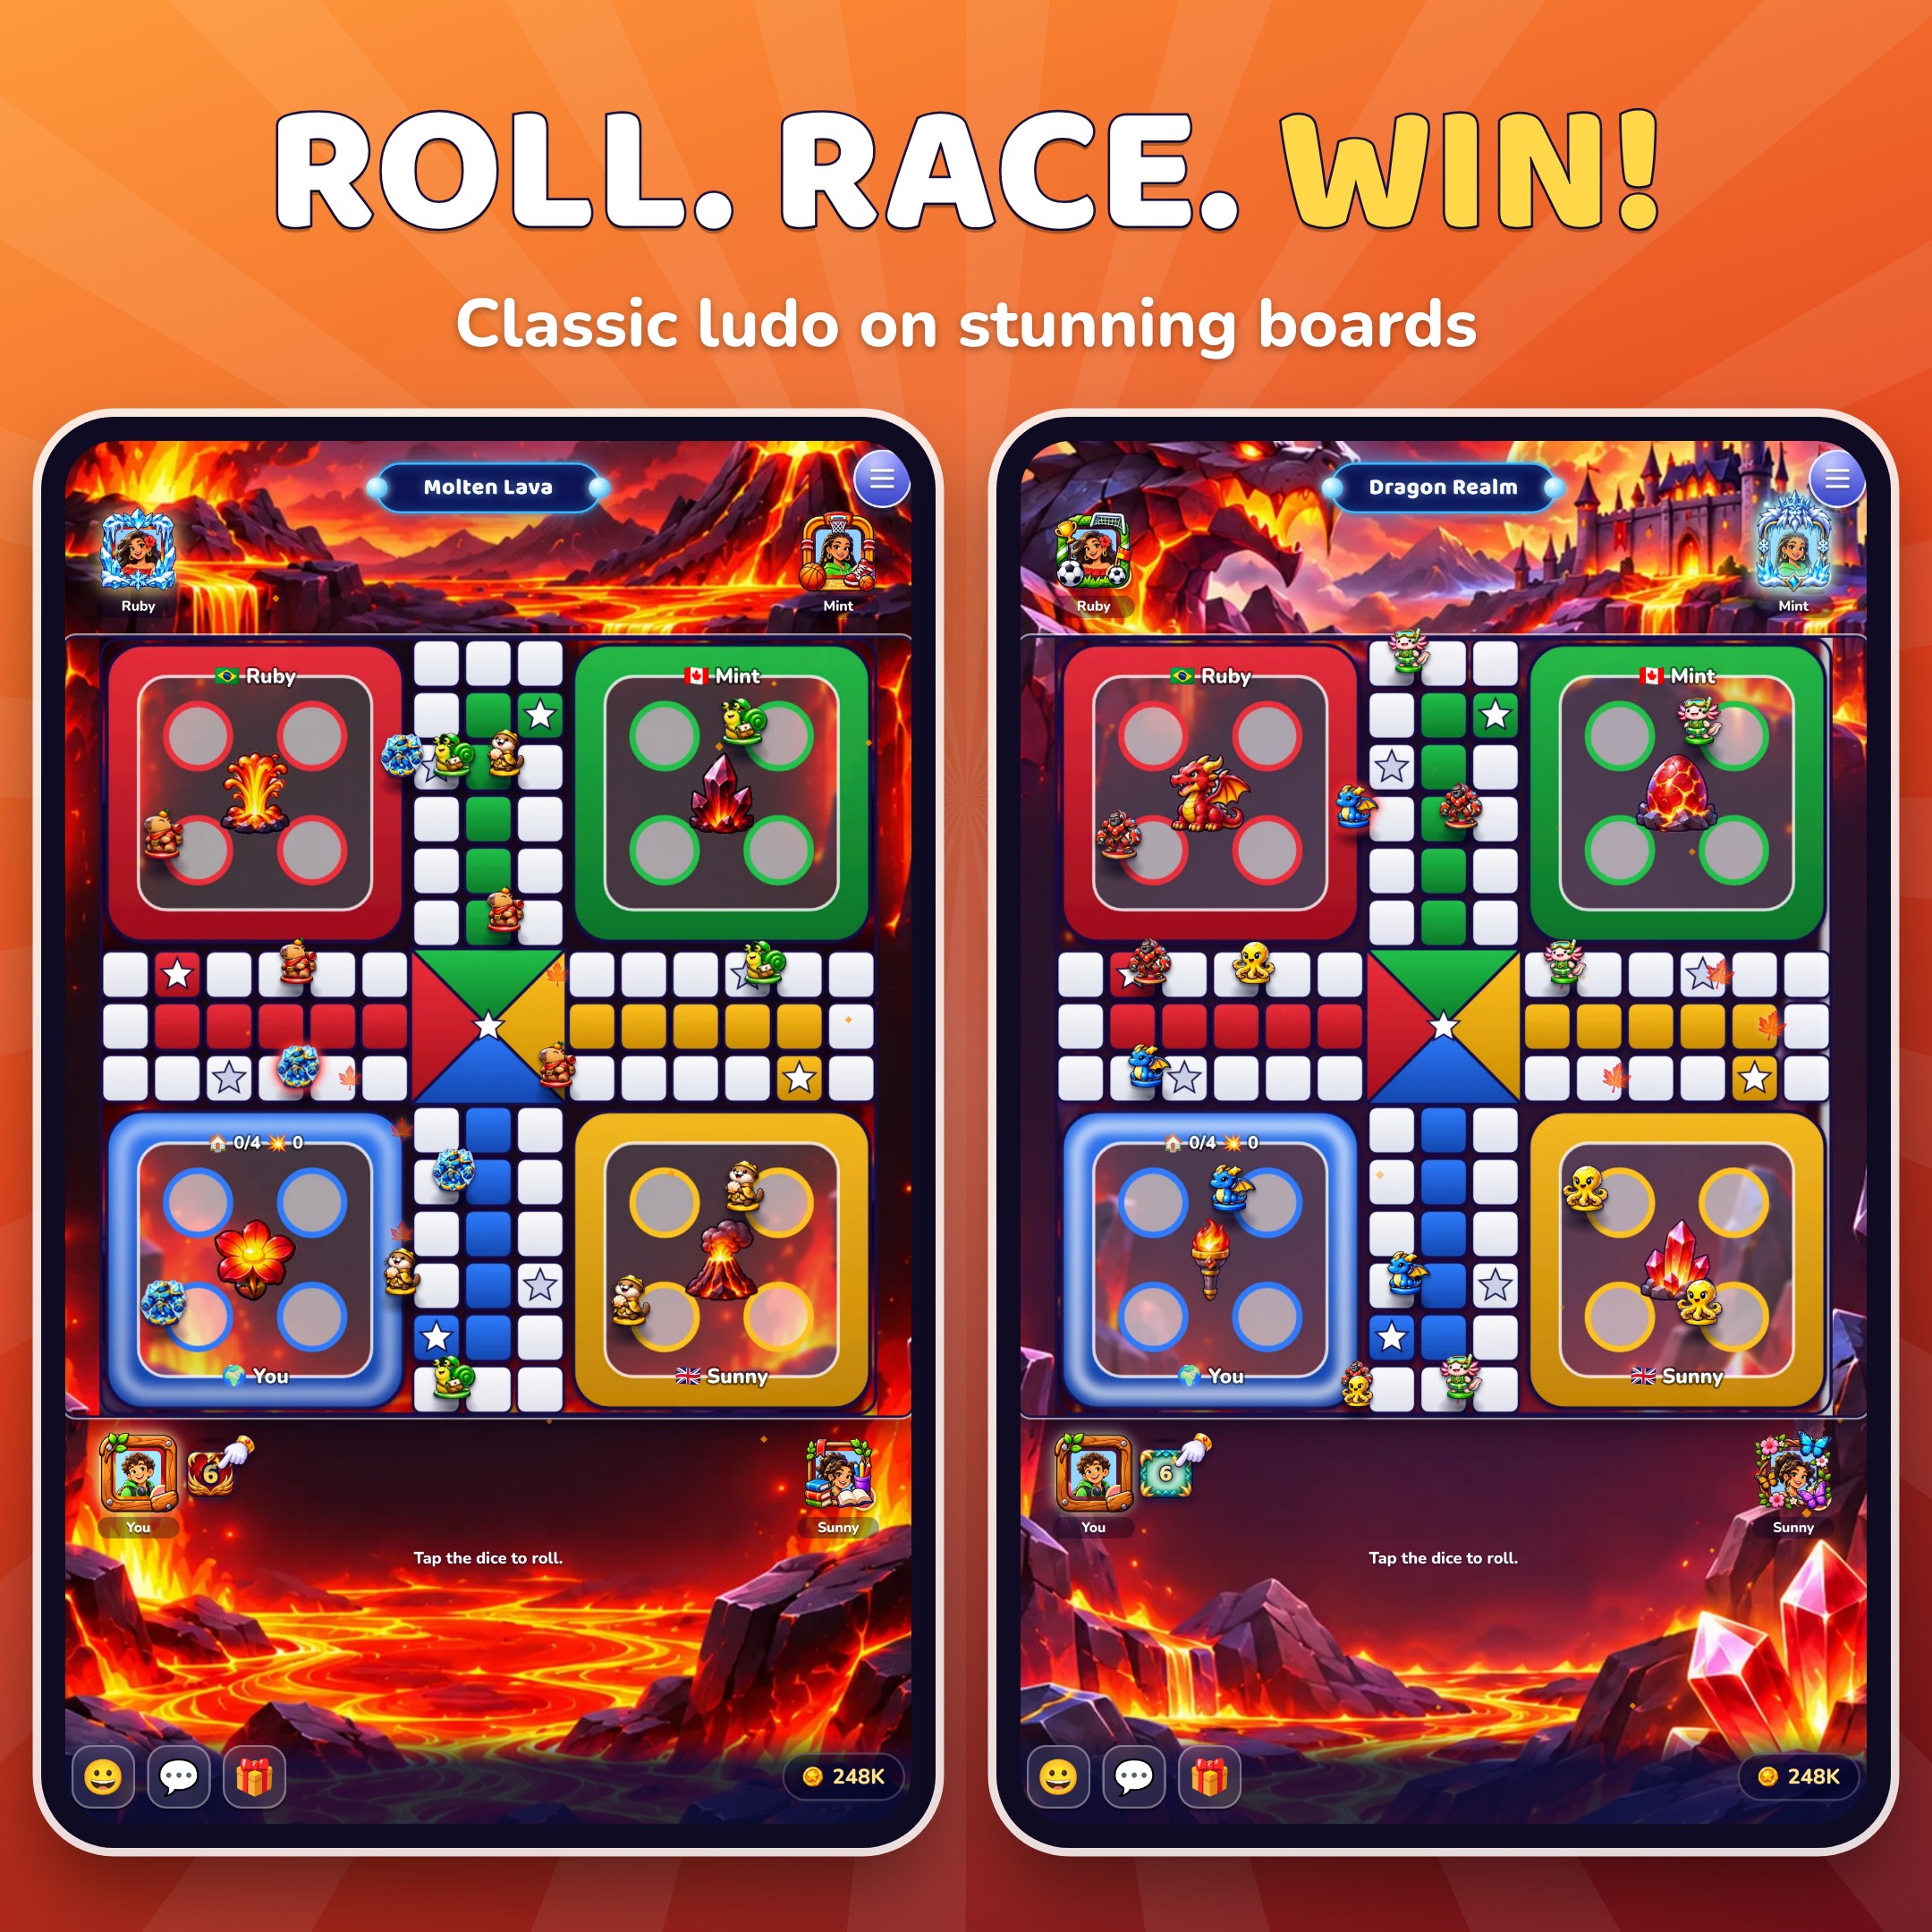 ROLL. RACE. WIN!
Classic ludo on stunning boards
Molten Lava
Ruby
Mint
Ruby
Mint
0/4 0
You
Sunny
6
You
Sunny
Tap the dice to roll.
248K
Dragon Realm
Ruby
Mint
Ruby
Mint
0/4 0
You
Sunny
6
You
Sunny
Tap the dice to roll.
248K